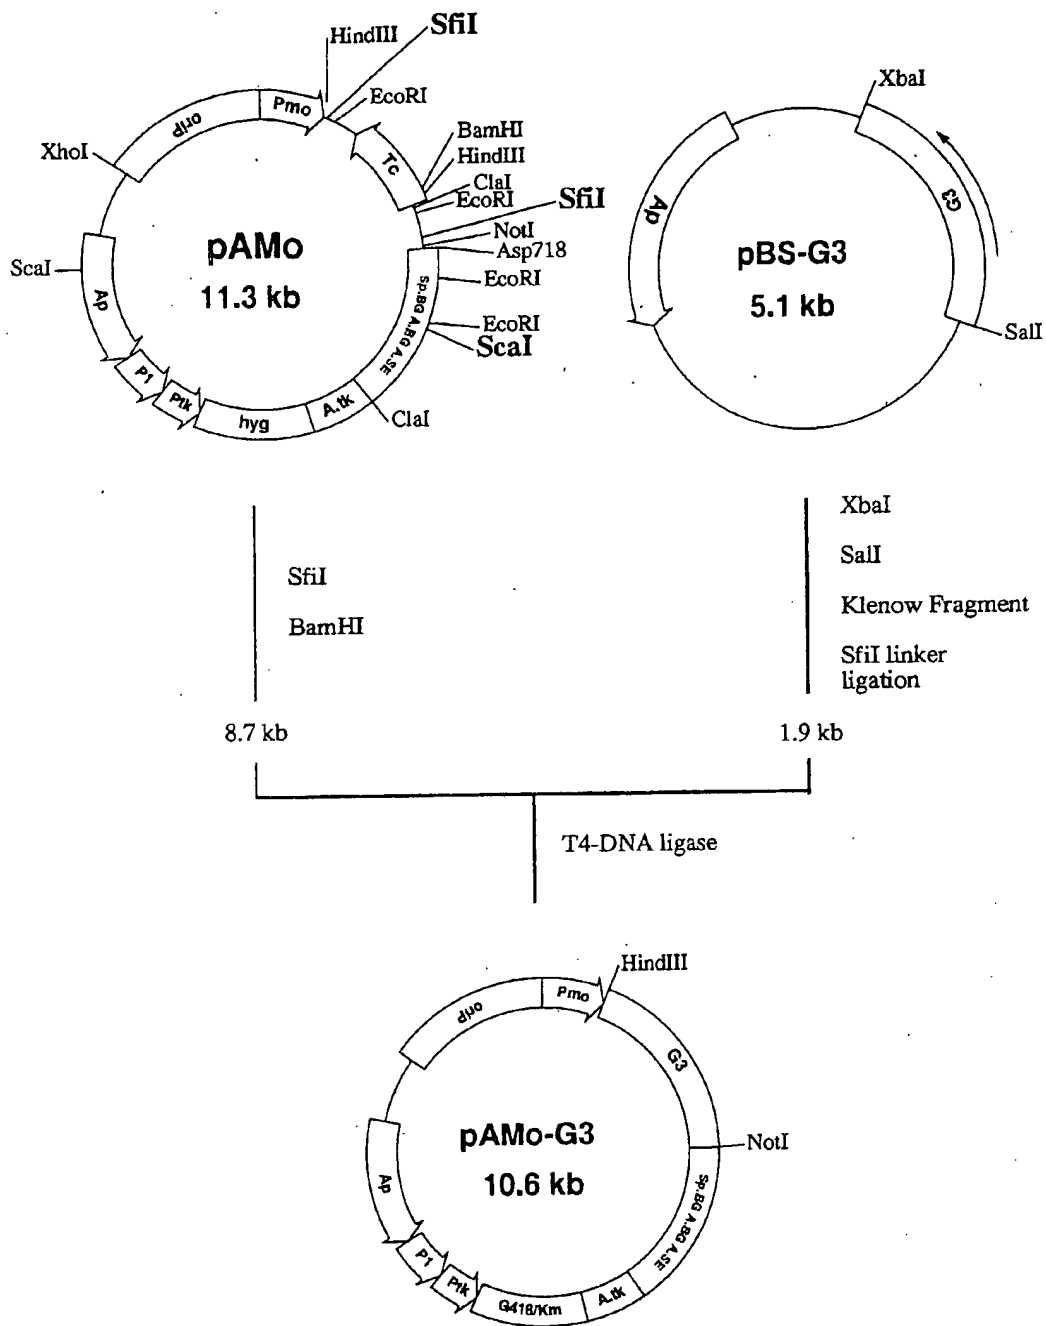 HindIII
SfiI
EcoRI
BamHI
HindIII
ClaI
EcoRI
SfiI
NotI
Asp718
EcoRI
EcoRI
ScaI
ClaI
XhoI
ScaI
oriP
Pmo
Tc
sp.BG A.BG A.SE
A.tk
hyg
Ptk
P1
Ap
pAMo
11.3 kb
XbaI
G3
SalI
Ap
pBS-G3
5.1 kb
SfiI
BamHI
8.7 kb
XbaI
SalI
Klenow Fragment
SfiI linker
ligation
1.9 kb
T4-DNA ligase
HindIII
NotI
oriP
Pmo
G3
sp.BG A.BG A.SE
A.tk
G418/Km
Ptk
P1
Ap
pAMo-G3
10.6 kb